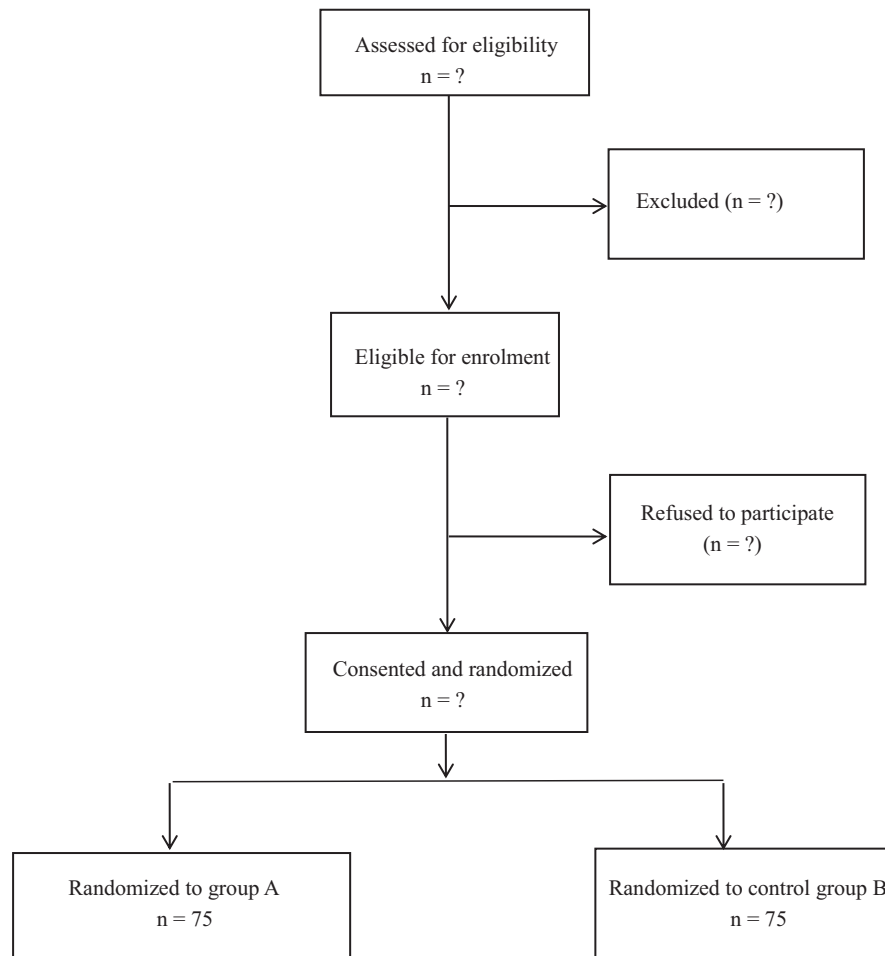 Assessed for eligibility
n = ?
Excluded (n = ?)
Eligible for enrolment
n = ?
Refused to participate
(n = ?)
Consented and randomized
n = ?
Randomized to group A
n = 75
Randomized to control group B
n = 75